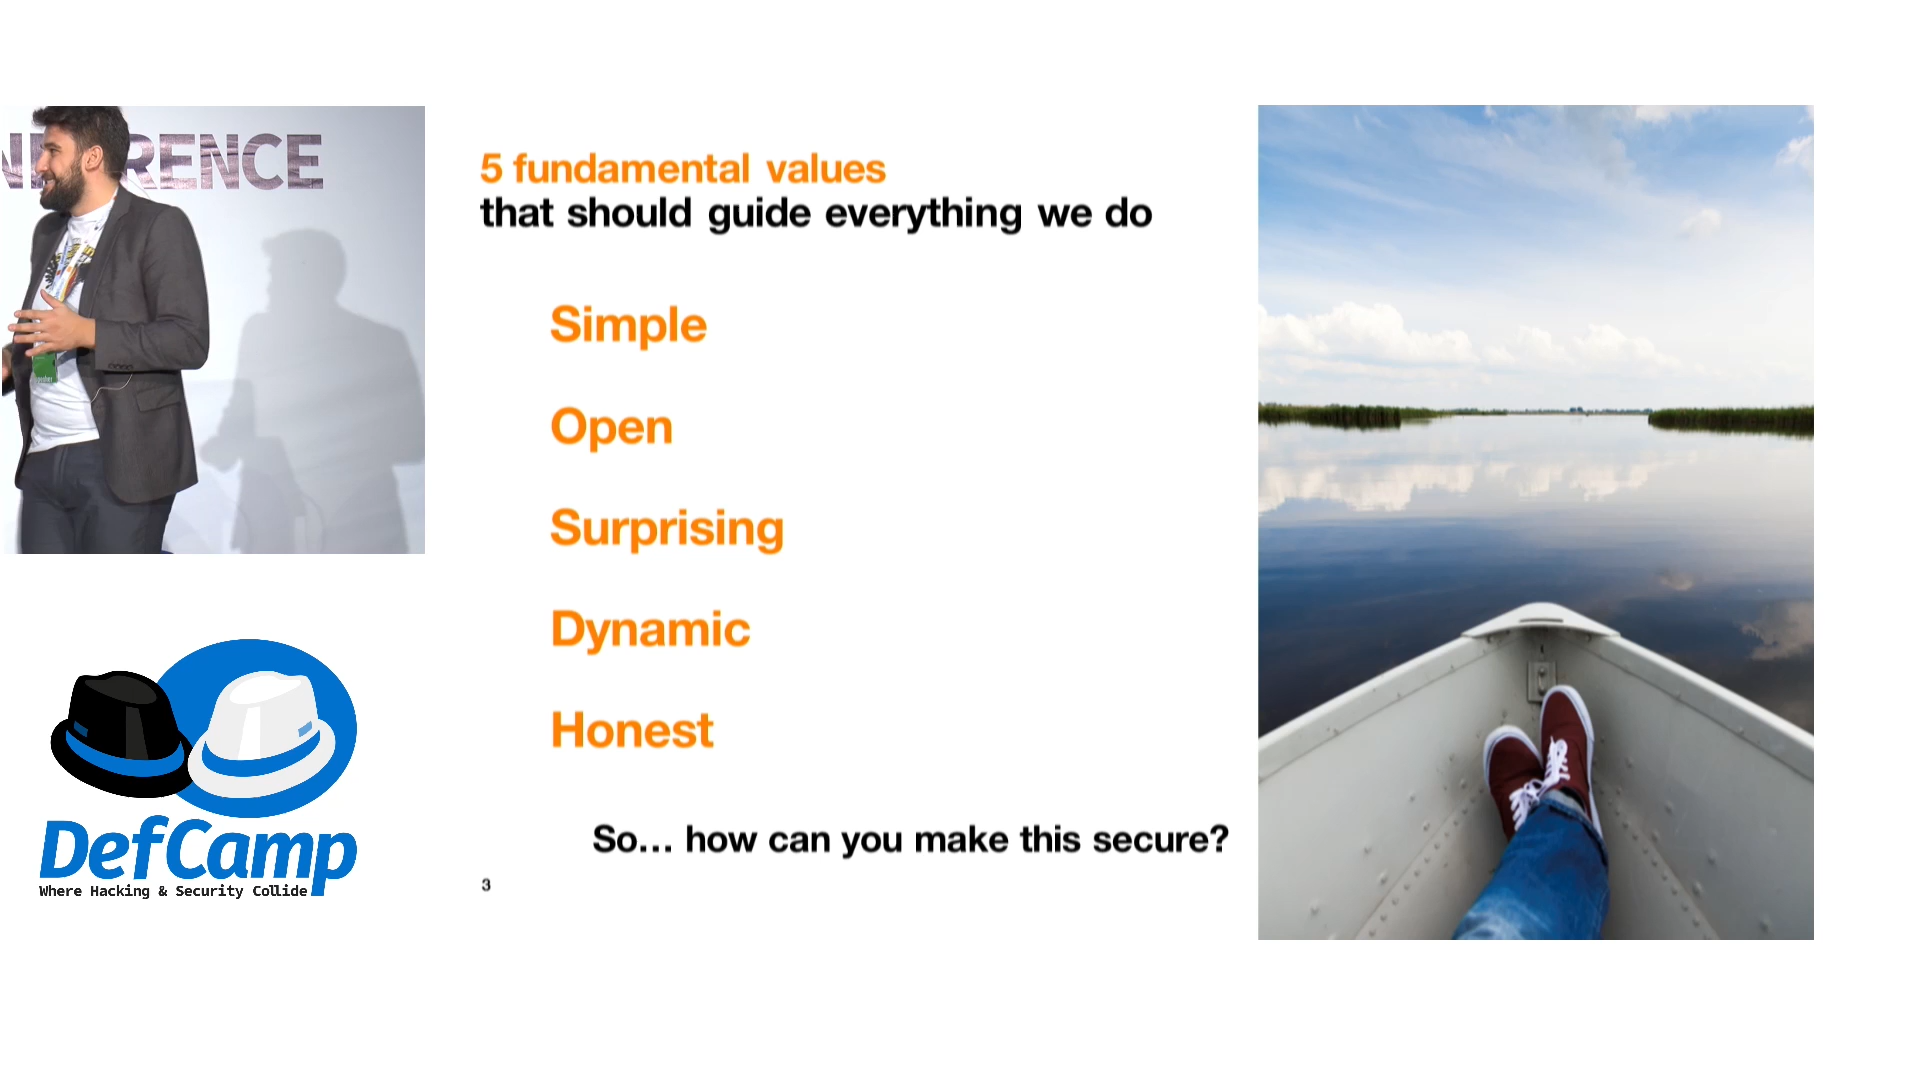 RENCE
5 fundamental values
that should guide everything we do
Simple
Open
Surprising
Dynamic
Honest
So... how can you make this secure?
3
DefCamp
Where Hacking & Security Collide